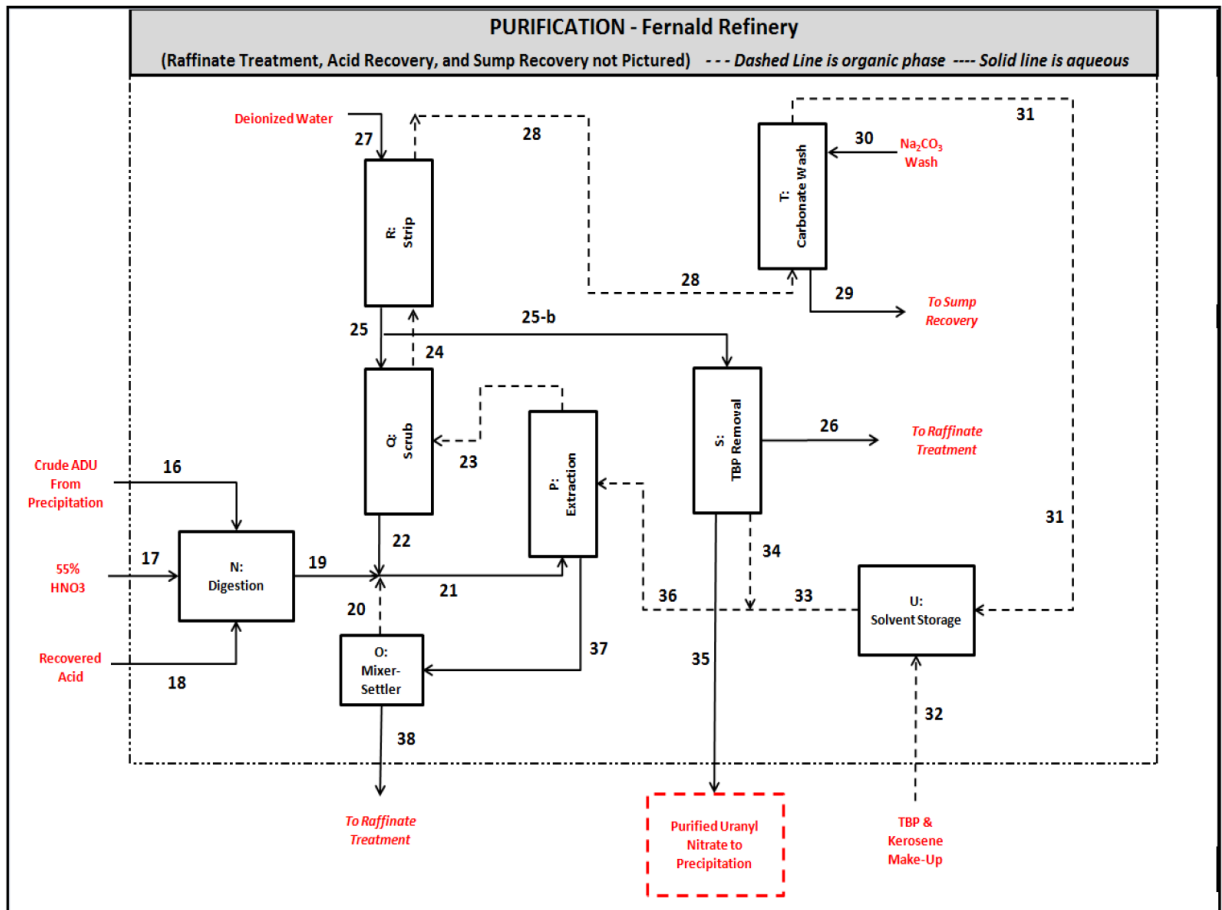 PURIFICATION - Fernald Refinery
(Raffinate Treatment, Acid Recovery, and Sump Recovery not Pictured) - - - Dashed Line is organic phase ---- Solid line is aqueous
Deionized Water
27
28
31
30
Na₂CO₃
Wash
R:
Strip
T:
Carbonate Wash
28
29
To Sump
Recovery
25
24
25-b
Q:
Scrub
23
P:
Extraction
S:
TBP Removal
26
To Raffinate
Treatment
Crude ADU
From
Precipitation
16
31
22
34
55%
HNO3
17
N:
Digestion
19
21
20
36
33
U:
Solvent Storage
Recovered
Acid
18
O:
Mixer-
Settler
37
35
32
38
To Raffinate
Treatment
Purified Uranyl
Nitrate to
Precipitation
TBP &
Kerosene
Make-Up